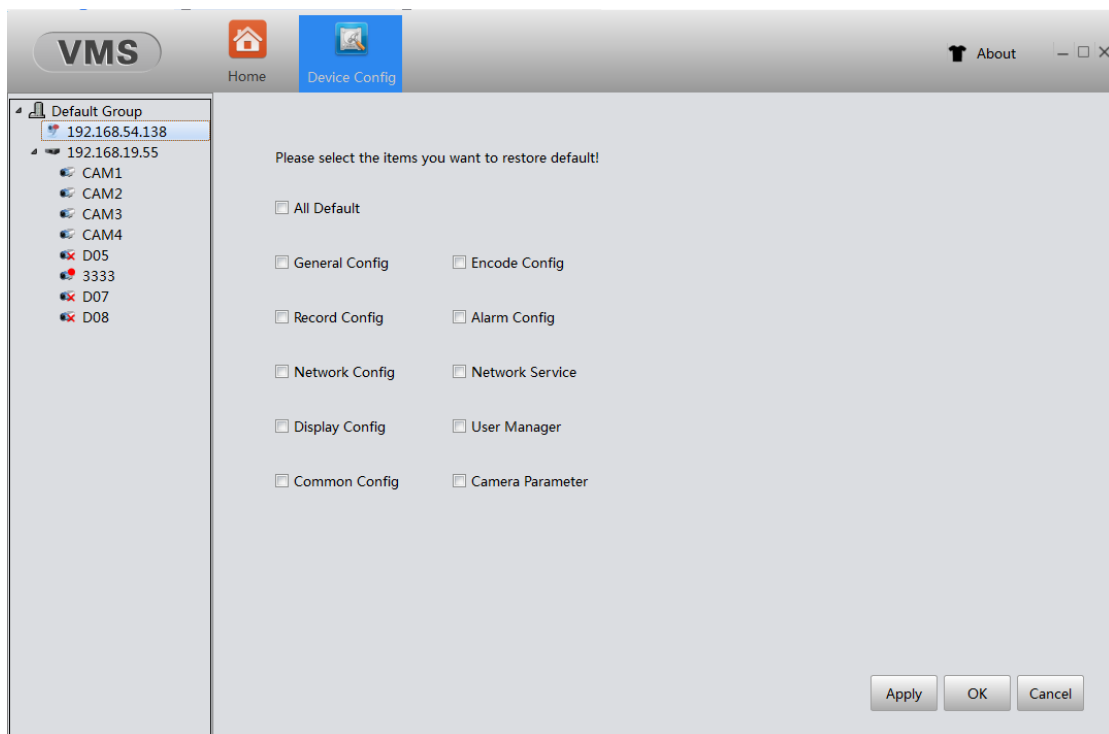 VMS
Home
Device Config
About
Default Group
192.168.54.138
192.168.19.55
CAM1
CAM2
CAM3
CAM4
D05
3333
D07
D08
Please select the items you want to restore default!
All Default
General Config
Encode Config
Record Config
Alarm Config
Network Config
Network Service
Display Config
User Manager
Common Config
Camera Parameter
Apply
OK
Cancel